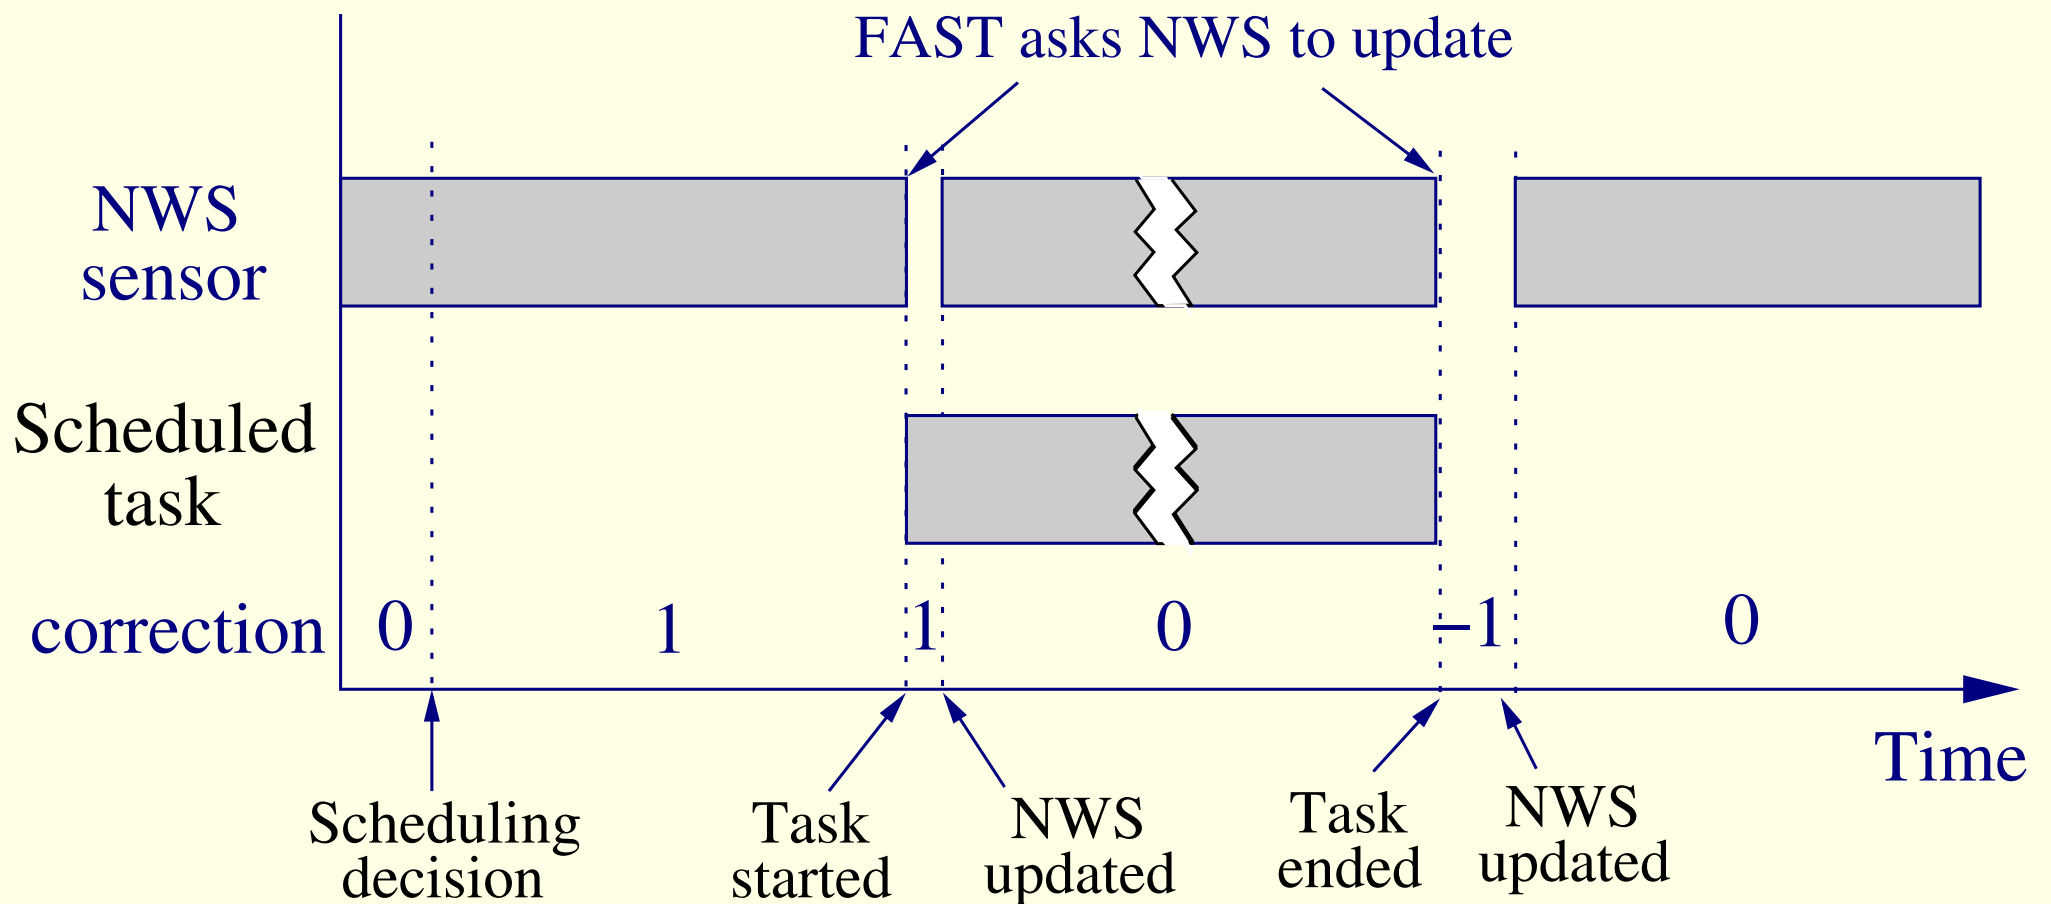 FAST asks NWS to update
NWS
sensor
Scheduled
task
correction
0
1
1
0
−1
0
Time
Scheduling
decision
Task
started
NWS
updated
Task
ended
NWS
updated